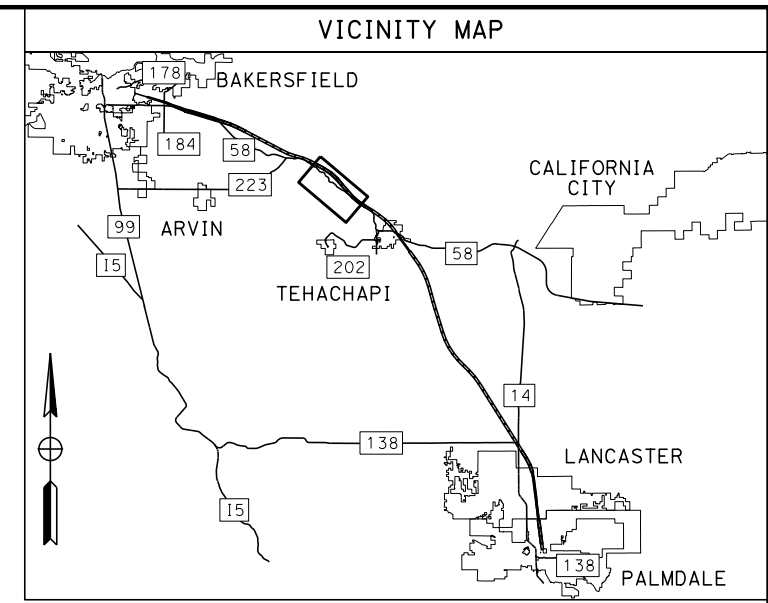 VICINITY MAP
178
BAKERSFIELD
184
58
223
CALIFORNIA
CITY
99
ARVIN
I5
202
58
TEHACHAPI
14
138
LANCASTER
I5
138
PALMDALE